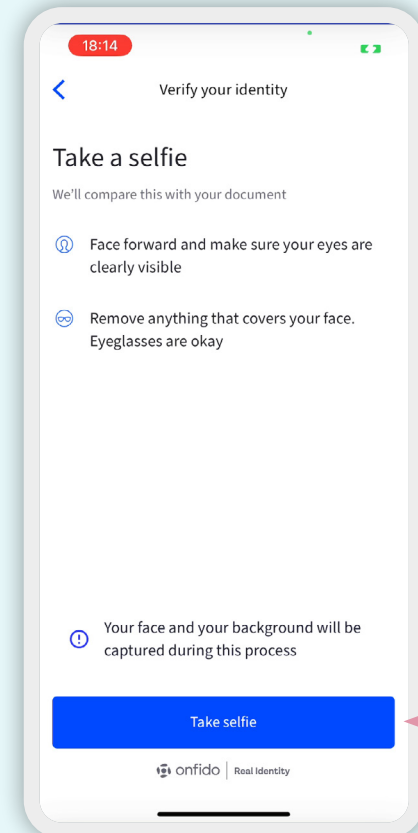 18:14
Verify your identity
Take a selfie
We'll compare this with your document
Face forward and make sure your eyes are
clearly visible
Remove anything that covers your face.
Eyeglasses are okay
Your face and your background will be
captured during this process
Take selfie
onfido | Real Identity